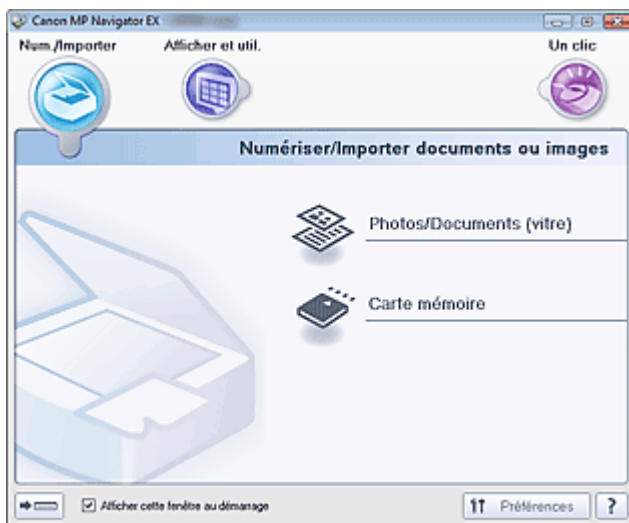 Canon MP Navigator EX
Num./Importer
Afficher et util.
Un clic
Numériser/Importer documents ou images
Photos/Documents (vitre)
Carte mémoire
Afficher cette fenêtre au démarrage
Préférences
?